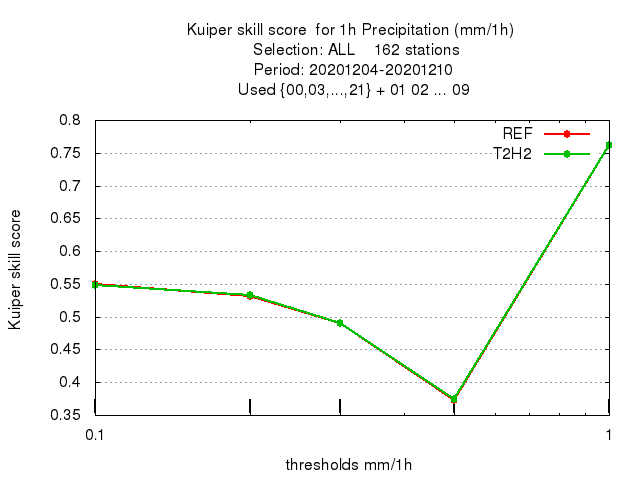 Kuiper skill score  for 1h Precipitation (mm/1h)
Selection: ALL    162 stations
Period: 20201204-20201210
Used {00,03,...,21} + 01 02 ... 09
REF
T2H2
0.8
0.75
0.7
0.65
0.6
0.55
0.5
0.45
0.4
0.35
Kuiper skill score
0.1
1
thresholds mm/1h